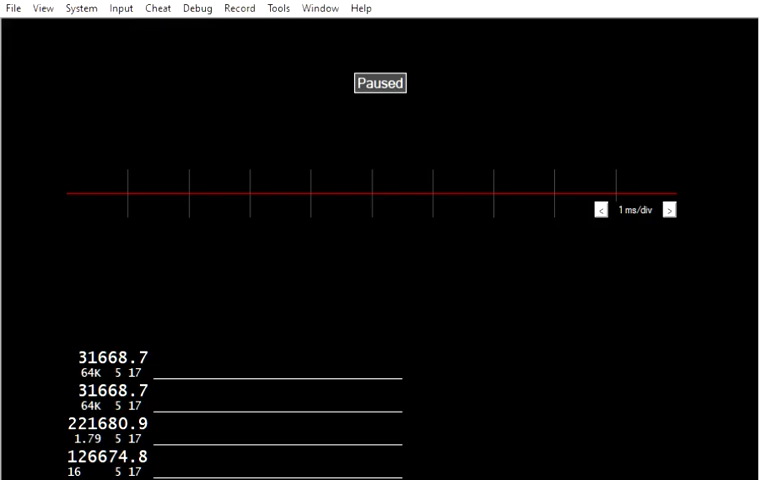 File View System Input Cheat Debug Record Tools Window Help
Paused
< 1 ms/div >
31668.7
64K 5 17
31668.7
64K 5 17
221680.9
1.79 5 17
126674.8
16 5 17